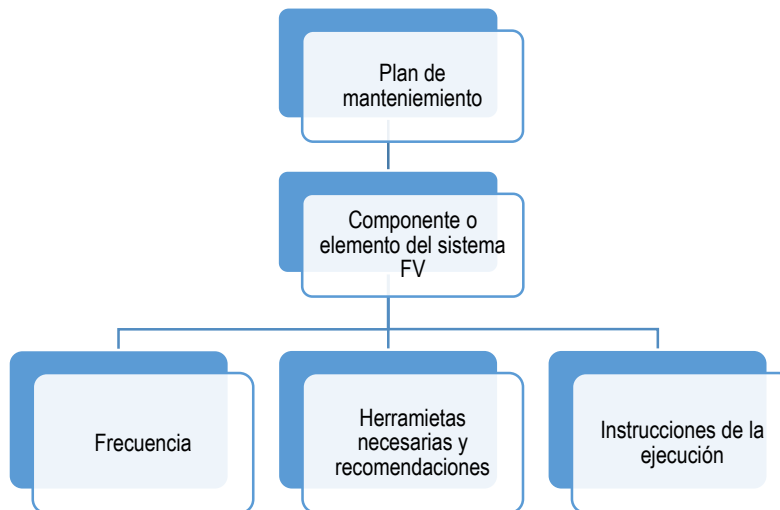 Plan de
manteniemiento
Componente o
elemento del sistema
FV
Frecuencia
Herramietas
necesarias y
recomendaciones
Instrucciones de la
ejecución